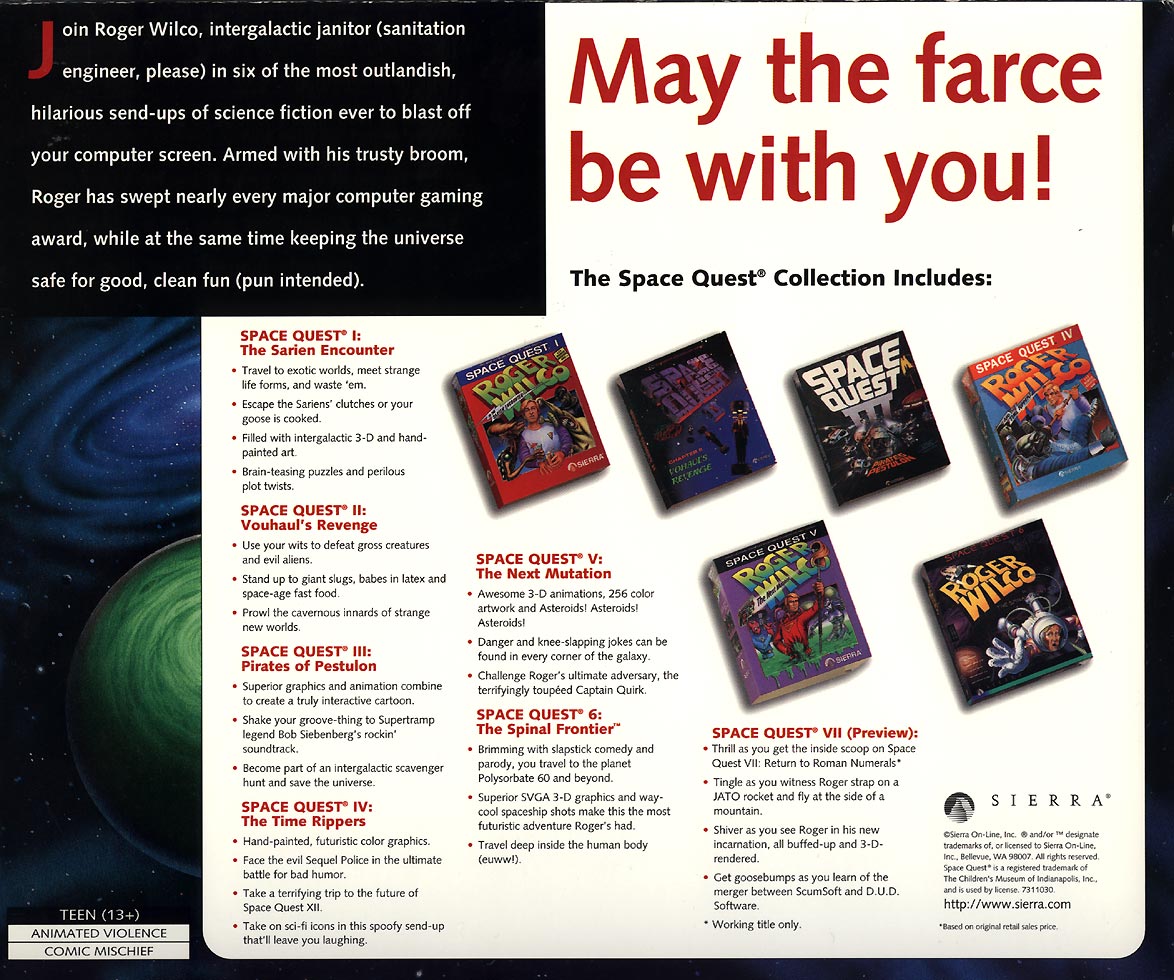 Join Roger Wilco, intergalactic janitor (sanitation
engineer, please) in six of the most outlandish,
hilarious send-ups of science fiction ever to blast off
your computer screen. Armed with his trusty broom,
Roger has swept nearly every major computer gaming
award, while at the same time keeping the universe
safe for good, clean fun (pun intended).
May the farce
be with you!
The Space Quest® Collection Includes:
SPACE QUEST® I:
The Sarien Encounter
• Travel to exotic worlds, meet strange
life forms, and waste 'em.
• Escape the Sariens' clutches or your
goose is cooked.
• Filled with intergalactic 3-D and hand-
painted art.
• Brain-teasing puzzles and perilous
plot twists.
SPACE QUEST® II:
Vouhaul's Revenge
• Use your wits to defeat gross creatures
and evil aliens.
• Stand up to giant slugs, babes in latex and
space-age fast food.
• Prowl the cavernous innards of strange
new worlds.
SPACE QUEST® III:
Pirates of Pestulon
• Superior graphics and animation combine
to create a truly interactive cartoon.
• Shake your groove-thing to Supertramp
legend Bob Siebenberg's rockin'
soundtrack.
• Become part of an intergalactic scavenger
hunt and save the universe.
SPACE QUEST® IV:
The Time Rippers
• Hand-painted, futuristic color graphics.
• Face the evil Sequel Police in the ultimate
battle for bad humor.
• Take a terrifying trip to the future of
Space Quest XII.
• Take on sci-fi icons in this spoofy send-up
that'll leave you laughing.
SPACE QUEST I
ROGER
WILCO
SIERRA
SPACE
QUEST
II
CHAPTER II
VOHAUL'S
REVENGE
SPACE
QUEST
III
PIRATES OF
PESTULON
SPACE QUEST IV
ROGER
WILCO
SPACE QUEST® V:
The Next Mutation
• Awesome 3-D animations, 256 color
artwork and Asteroids! Asteroids!
Asteroids!
• Danger and knee-slapping jokes can be
found in every corner of the galaxy.
• Challenge Roger's ultimate adversary, the
terrifyingly toupéed Captain Quirk.
SPACE QUEST® 6:
The Spinal Frontier™
• Brimming with slapstick comedy and
parody, you travel to the planet
Polysorbate 60 and beyond.
• Superior SVGA 3-D graphics and way-
cool spaceship shots make this the most
futuristic adventure Roger's had.
• Travel deep inside the human body
(euww!).
SPACE QUEST V
ROGER
WILCO
The Next Mutation
SIERRA
SPACE QUEST 6
ROGER
WILCO
SPACE QUEST® VII (Preview):
• Thrill as you get the inside scoop on Space
Quest VII: Return to Roman Numerals*
• Tingle as you witness Roger strap on a
JATO rocket and fly at the side of a
mountain.
• Shiver as you see Roger in his new
incarnation, all buffed-up and 3-D-
rendered.
• Get goosebumps as you learn of the
merger between ScumSoft and D.U.D.
Software.
* Working title only.
SIERRA®
©Sierra On-Line, Inc. ® and/or ™ designate
trademarks of, or licensed to Sierra On-Line,
Inc., Bellevue, WA 98007. All rights reserved.
Space Quest® is a registered trademark of
The Children's Museum of Indianapolis, Inc.,
and is used by license. 7311030.
http://www.sierra.com
*Based on original retail sales price.
TEEN (13+)
ANIMATED VIOLENCE
COMIC MISCHIEF